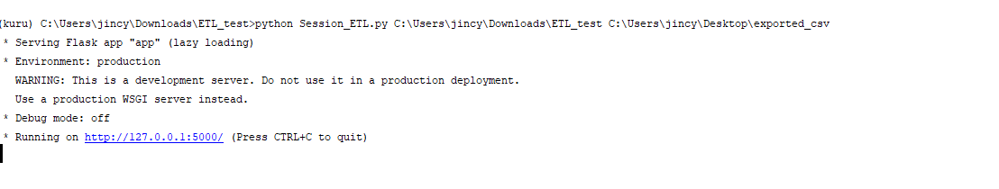 (kuru) C:\Users\jincy\Downloads\ETL_test>python Session_ETL.py C:\Users\jincy\Downloads\ETL_test C:\Users\jincy\Desktop\exported_csv
* Serving Flask app "app" (lazy loading)
* Environment: production
WARNING: This is a development server. Do not use it in a production deployment.
Use a production WSGI server instead.
* Debug mode: off
* Running on http://127.0.0.1:5000/ (Press CTRL+C to quit)